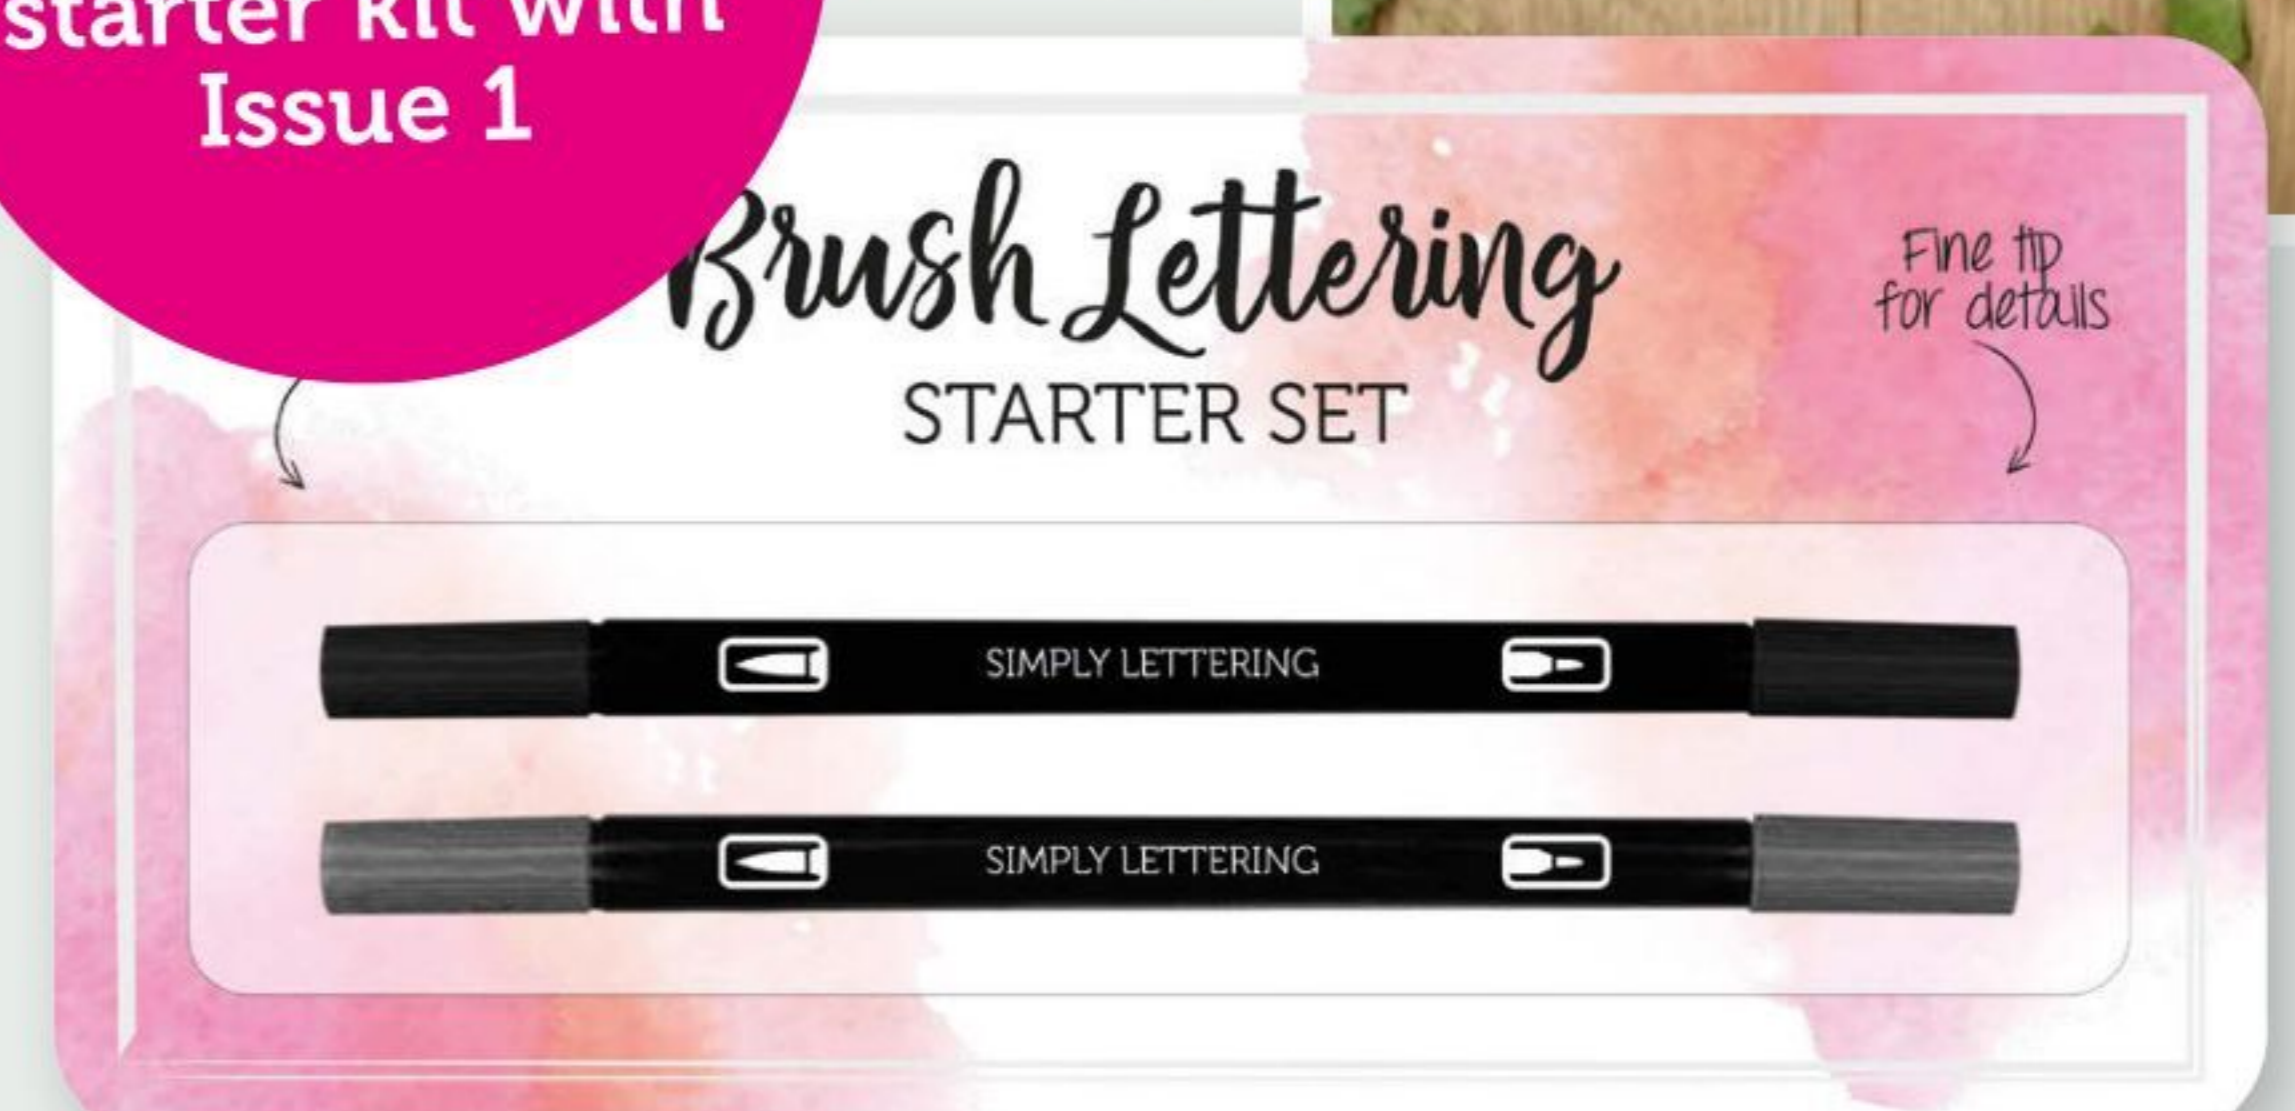 starter kit with
Issue 1
Brush Lettering
STARTER SET
Fine tip
for details
SIMPLY LETTERING
SIMPLY LETTERING